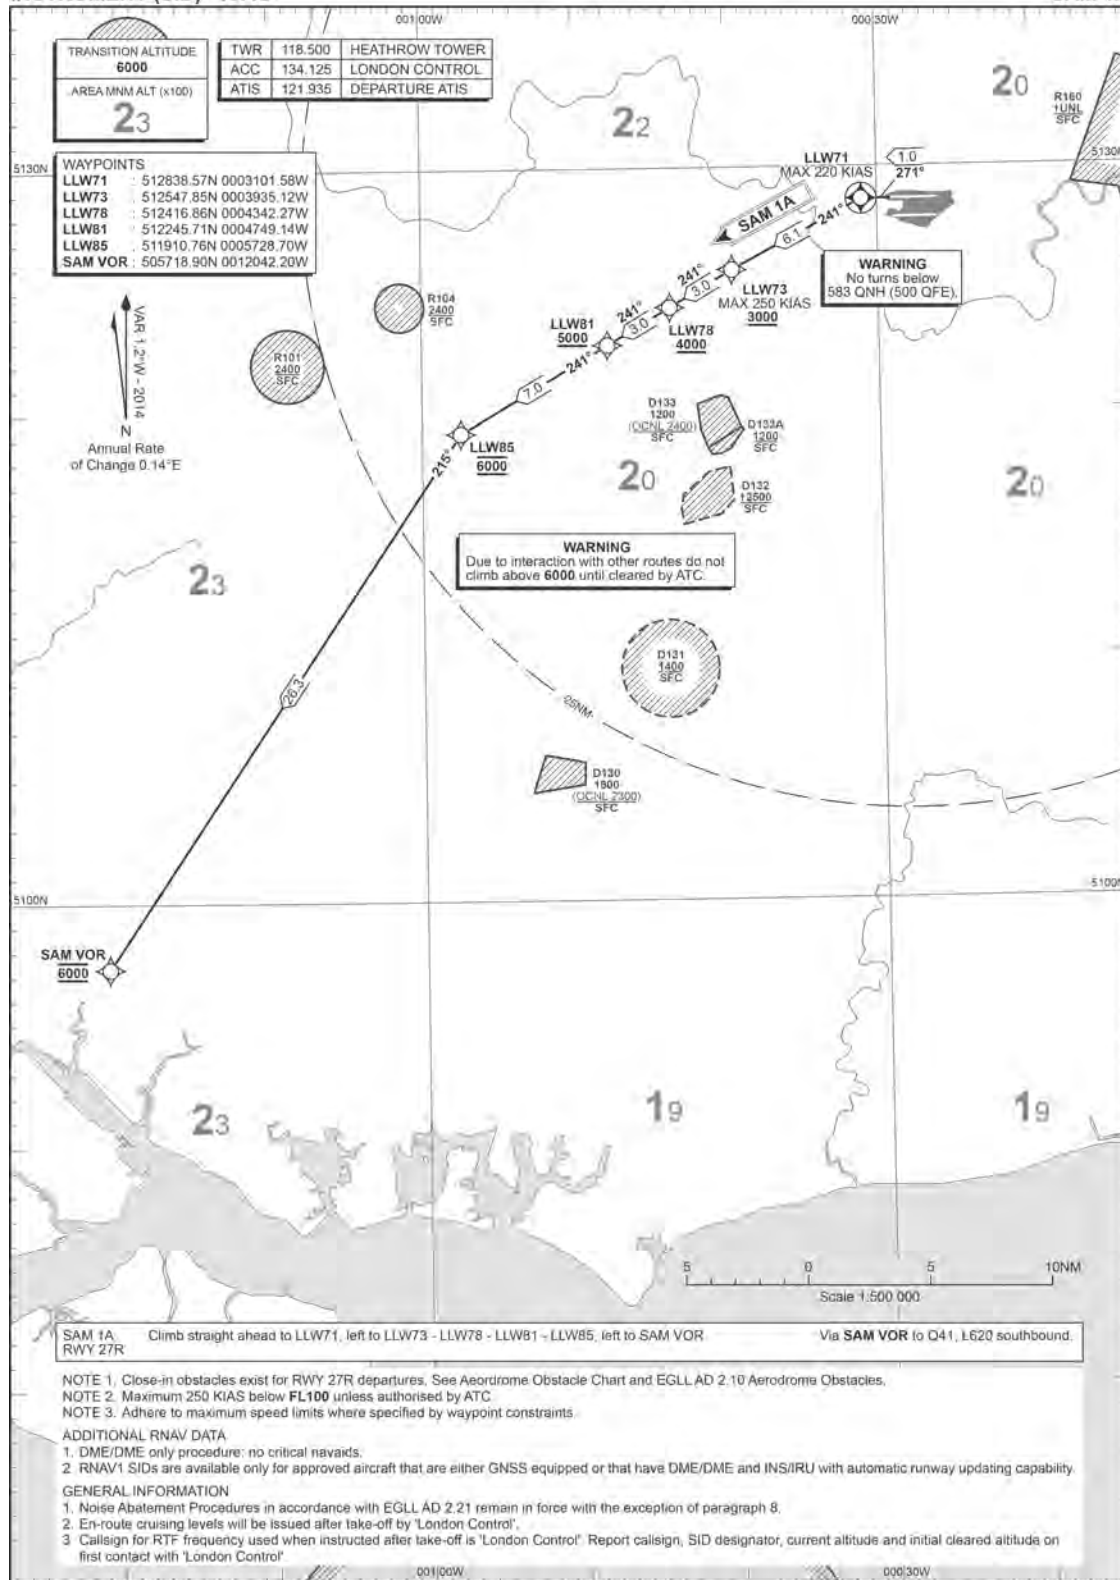 001 00W
000 30W
TRANSITION ALTITUDE
6000
AREA MNM ALT (x100)
23
TWR 118.500 HEATHROW TOWER
ACC 134.125 LONDON CONTROL
ATIS 121.935 DEPARTURE ATIS
22
20
R160
†UNL
SFC
5130N
5130N
WAYPOINTS
LLW71 : 512838.57N 0003101.58W
LLW73 : 512547.85N 0003935.12W
LLW78 : 512416.86N 0004342.27W
LLW81 : 512245.71N 0004749.14W
LLW85 : 511910.76N 0005728.70W
SAM VOR : 505718.90N 0012042.20W
LLW71
MAX 220 KIAS
1.0
271°
SAM 1A
241°
6.1
WARNING
No turns below
583 QNH (500 QFE).
241°
3.0
LLW73
MAX 250 KIAS
3000
R104
2400
SFC
241°
3.0
LLW78
4000
LLW81
5000
241°
7.0
R101
2400
SFC
VAR 1.2°W - 2014
N
Annual Rate
of Change 0.14°E
LLW85
6000
215°
D133
1200
(OCNL 2400)
SFC
D133A
1200
SFC
20
20
D132
†2500
SFC
WARNING
Due to interaction with other routes do not
climb above 6000 until cleared by ATC.
23
D131
1400
SFC
26.3
25NM
D130
1800
(OCNL 2300)
SFC
5100N
5100N
SAM VOR
6000
23
19
19
5 0 5 10NM
Scale 1:500 000
SAM 1A Climb straight ahead to LLW71, left to LLW73 - LLW78 - LLW81 - LLW85, left to SAM VOR Via SAM VOR to Q41, L620 southbound.
RWY 27R
NOTE 1. Close-in obstacles exist for RWY 27R departures. See Aeordrome Obstacle Chart and EGLL AD 2.10 Aerodrome Obstacles.
NOTE 2. Maximum 250 KIAS below FL100 unless authorised by ATC
NOTE 3. Adhere to maximum speed limits where specified by waypoint constraints
ADDITIONAL RNAV DATA
1. DME/DME only procedure: no critical navaids.
2 RNAV1 SIDs are available only for approved aircraft that are either GNSS equipped or that have DME/DME and INS/IRU with automatic runway updating capability.
GENERAL INFORMATION
1. Noise Abatement Procedures in accordance with EGLL AD 2.21 remain in force with the exception of paragraph 8.
2. En-route cruising levels will be issued after take-off by 'London Control'.
3 Callsign for RTF frequency used when instructed after take-off is 'London Control' Report callsign, SID designator, current altitude and initial cleared altitude on
first contact with 'London Control'
001 00W
000 30W